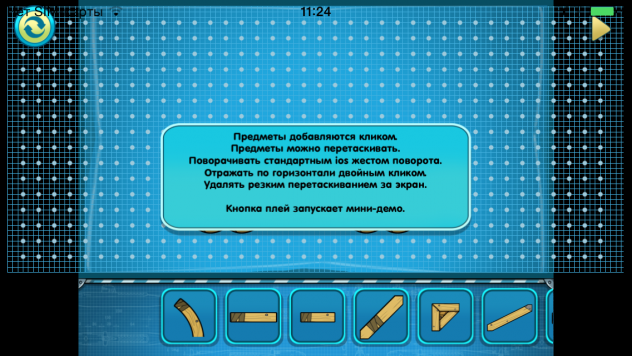 11:24
Предметы добавляются кликом.
Предметы можно перетаскивать.
Поворачивать стандартным ios жестом поворота.
Отражать по горизонтали двойным кликом.
Удалять резким перетаскиванием за экран.
Кнопка плей запускает мини-демо.